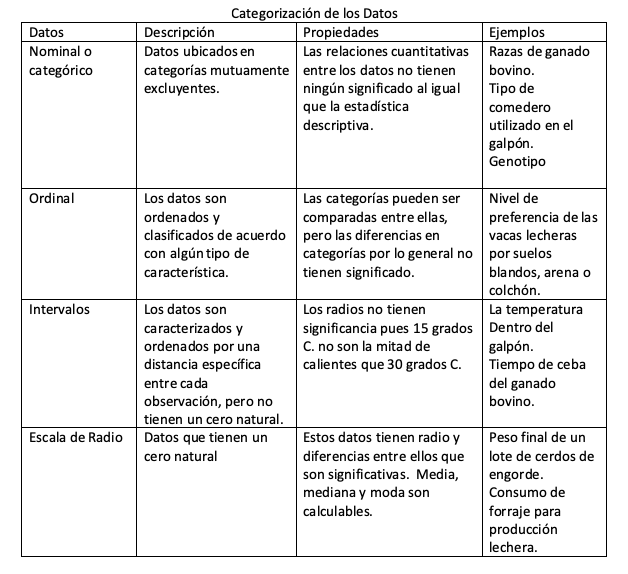 Categorización de los Datos
Datos
Descripción
Propiedades
Ejemplos
Nominal o
categórico
Datos ubicados en
categorías mutuamente
excluyentes.
Las relaciones cuantitativas
entre los datos no tienen
ningún significado al igual
que la estadística
descriptiva.
Razas de ganado
bovino.
Tipo de
comedero
utilizado en el
galpón.
Genotipo
Ordinal
Los datos son
ordenados y
clasificados de acuerdo
con algún tipo de
característica.
Las categorías pueden ser
comparadas entre ellas,
pero las diferencias en
categorías por lo general no
tienen significado.
Nivel de
preferencia de las
vacas lecheras
por suelos
blandos, arena o
colchón.
Intervalos
Los datos son
caracterizados y
ordenados por una
distancia específica
entre cada
observación, pero no
tienen un cero natural.
Los radios no tienen
significancia pues 15 grados
C. no son la mitad de
calientes que 30 grados C.
La temperatura
Dentro del
galpón.
Tiempo de ceba
del ganado
bovino.
Escala de Radio
Datos que tienen un
cero natural
Estos datos tienen radio y
diferencias entre ellos que
son significativas. Media,
mediana y moda son
calculables.
Peso final de un
lote de cerdos de
engorde.
Consumo de
forraje para
producción
lechera.